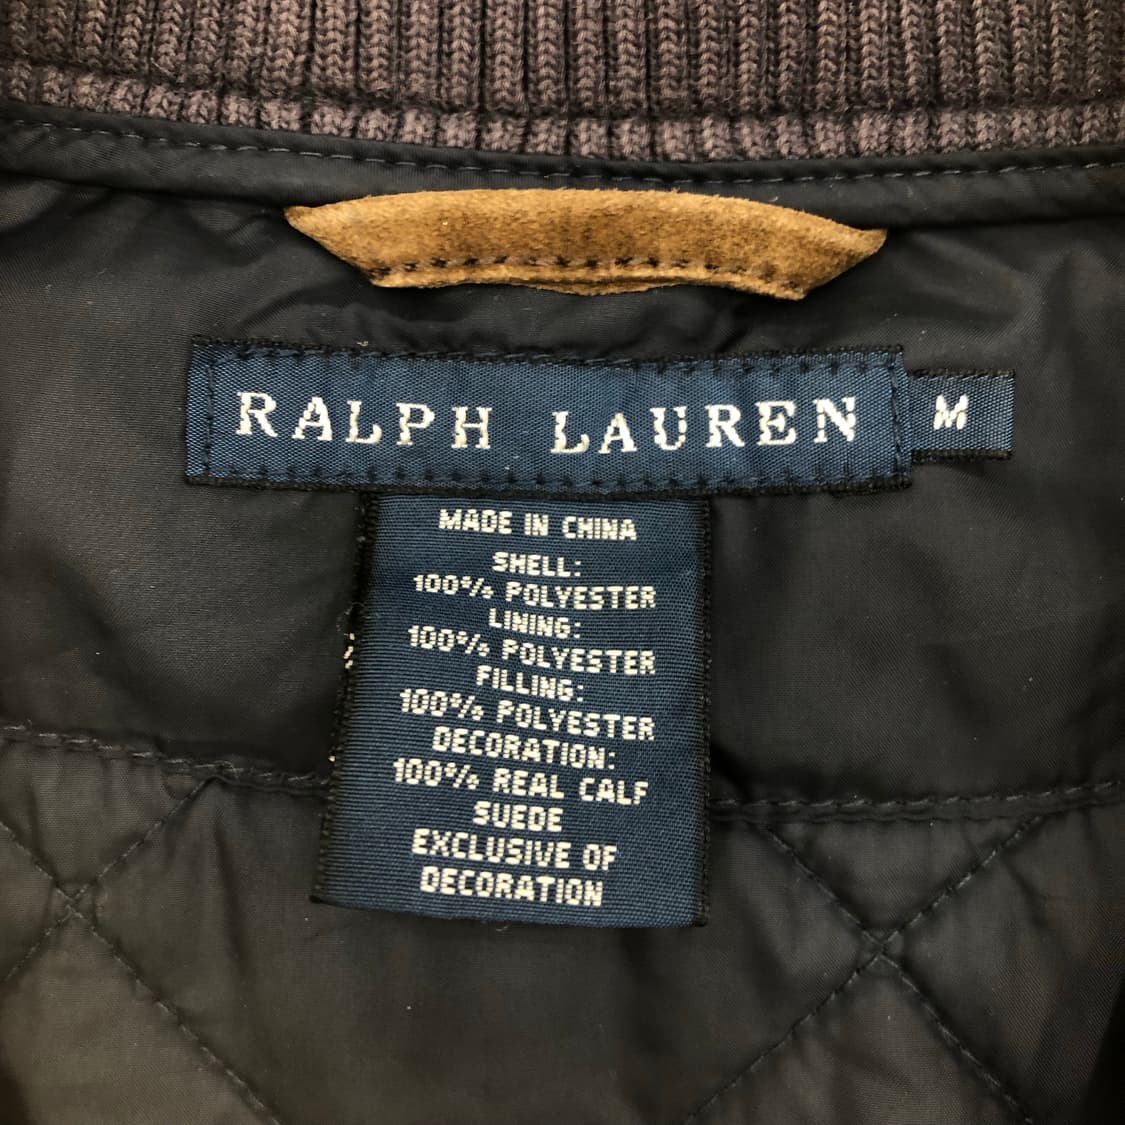 RALPH LAUREN M
MADE IN CHINA
SHELL:
100% POLYESTER
LINING:
100% POLYESTER
FILLING:
100% POLYESTER
DECORATION:
100% REAL CALF
SUEDE
EXCLUSIVE OF
DECORATION